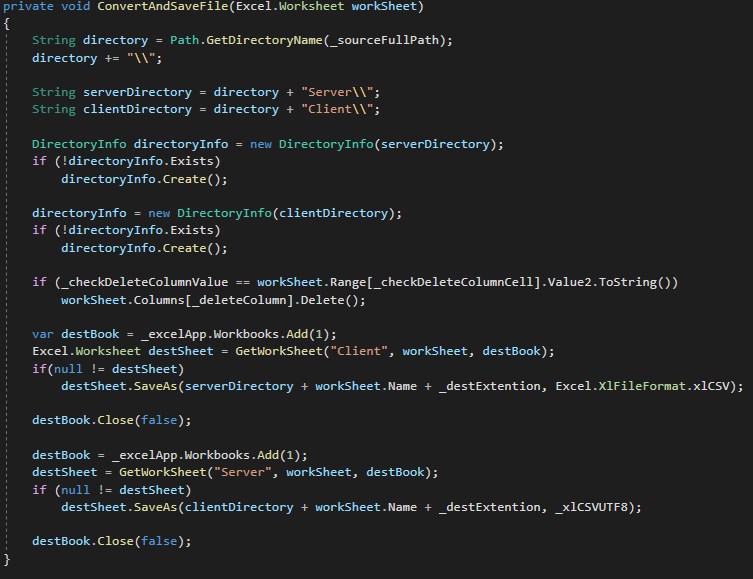 private void ConvertAndSaveFile(Excel.Worksheet workSheet)
{
String directory = Path.GetDirectoryName(_sourceFullPath);
directory += "\\";
String serverDirectory = directory + "Server\\";
String clientDirectory = directory + "Client\\";
DirectoryInfo directoryInfo = new DirectoryInfo(serverDirectory);
if (!directoryInfo.Exists)
directoryInfo.Create();
directoryInfo = new DirectoryInfo(clientDirectory);
if (!directoryInfo.Exists)
directoryInfo.Create();
if (_checkDeleteColumnValue == workSheet.Range[_checkDeleteColumnCell].Value2.ToString())
workSheet.Columns[_deleteColumn].Delete();
var destBook = _excelApp.Workbooks.Add(1);
Excel.Worksheet destSheet = GetWorkSheet("Client", workSheet, destBook);
if(null != destSheet)
destSheet.SaveAs(serverDirectory + workSheet.Name + _destExtention, Excel.XlFileFormat.xlCSV);
destBook.Close(false);
destBook = _excelApp.Workbooks.Add(1);
destSheet = GetWorkSheet("Server", workSheet, destBook);
if (null != destSheet)
destSheet.SaveAs(clientDirectory + workSheet.Name + _destExtention, _xlCSVUTF8);
destBook.Close(false);
}